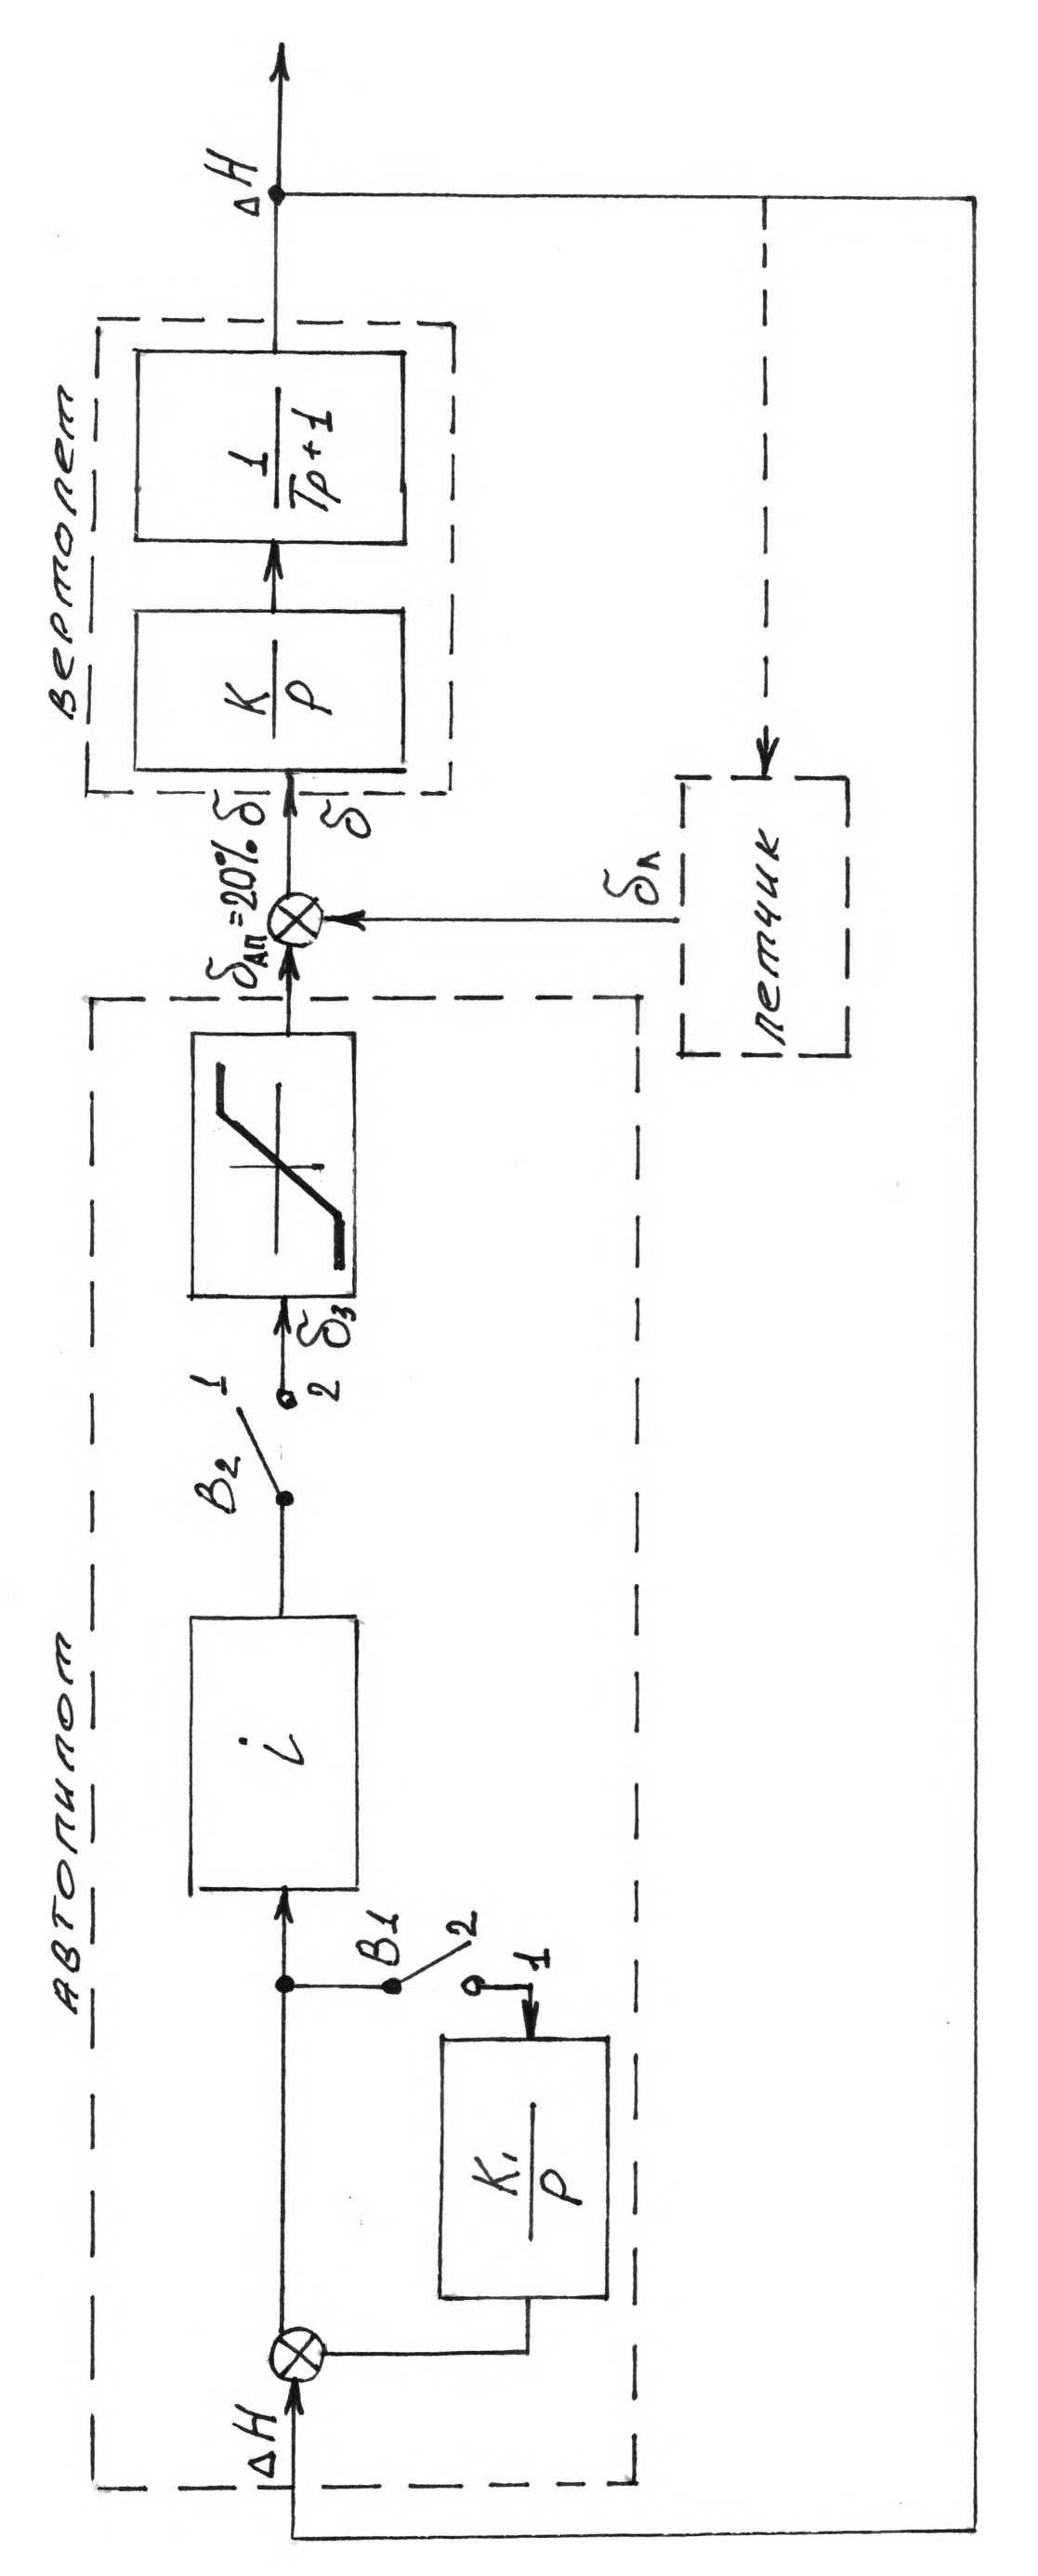 АВТОПИЛОТ
ВЕРТОЛЕТ
ΔH
K₁
p
B1
2
1
i
B₂
1
2
δ₃
δАП=20% δ
δ
K
p
1
Tp+1
ΔH
δл
ЛЕТЧИК